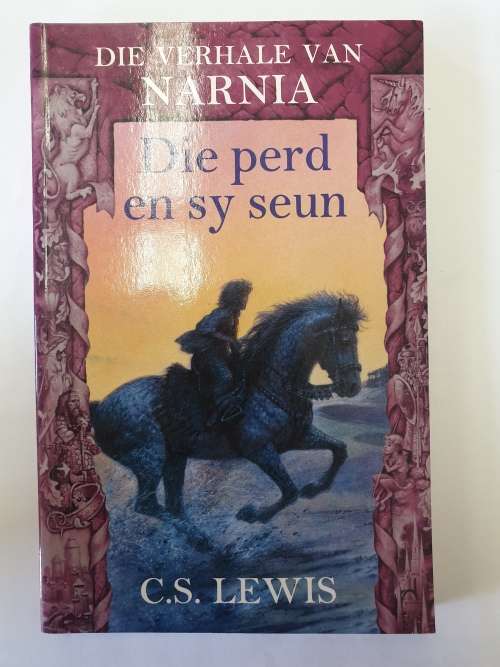 DIE VERHALE VAN
NARNIA
Die perd
en sy seun
C.S. LEWIS